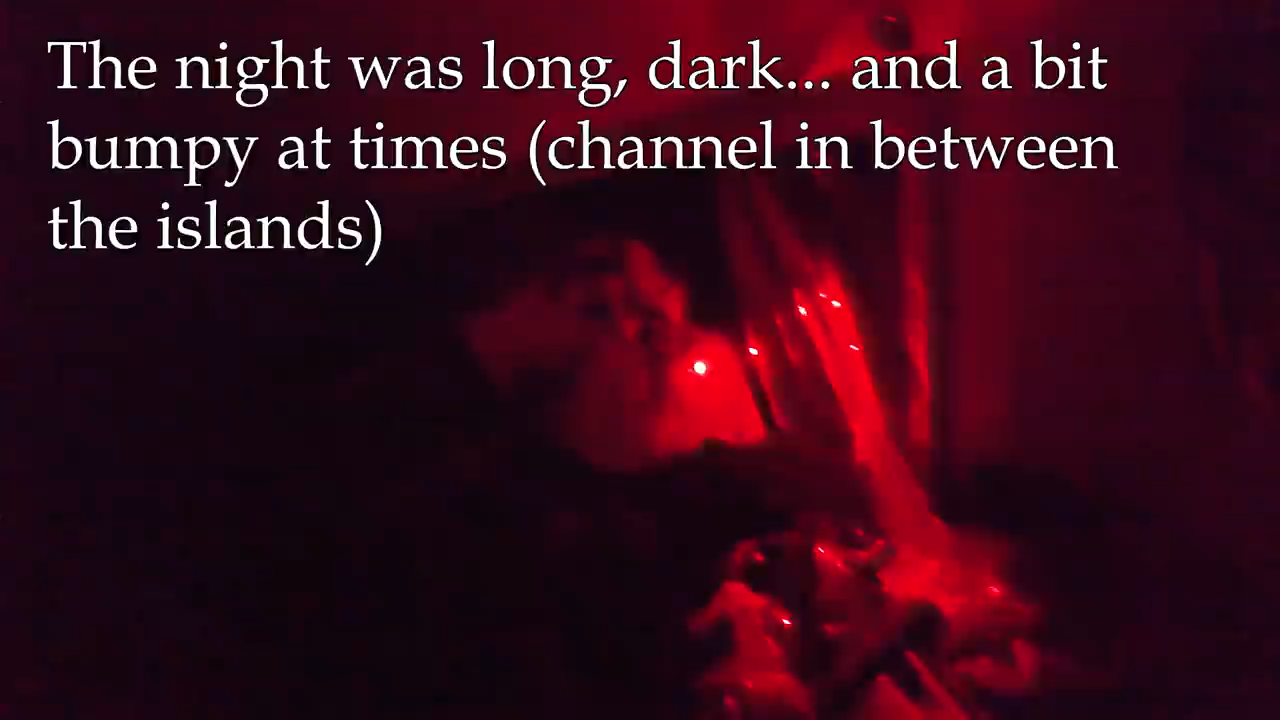 The night was long, dark... and a bit
bumpy at times (channel in between
the islands)